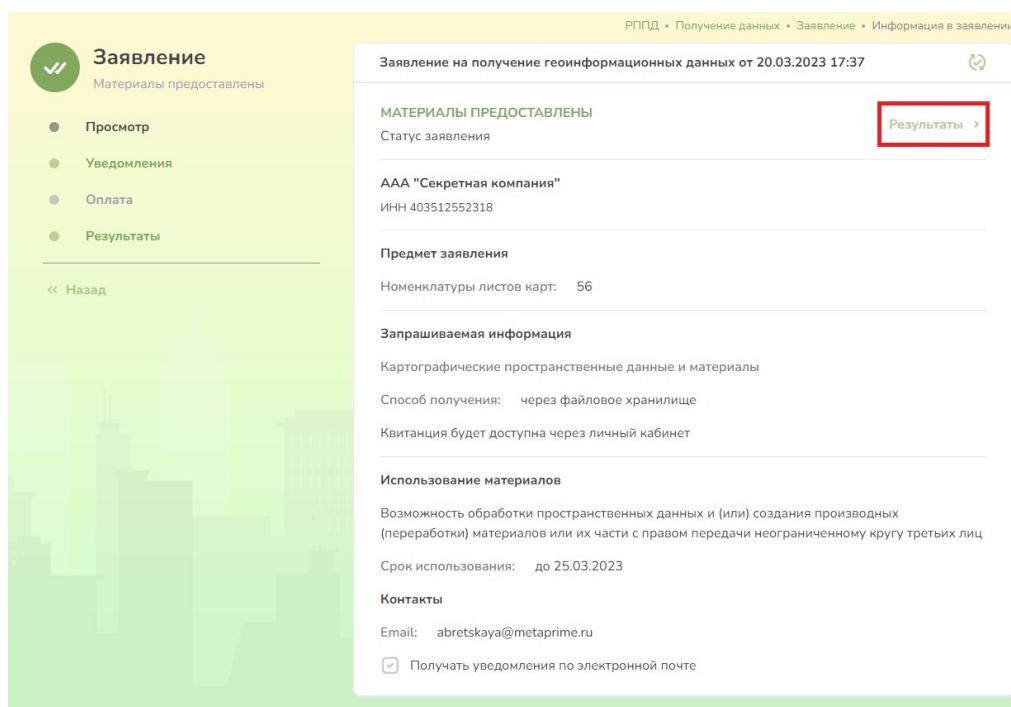 РППД • Получение данных • Заявление • Информация в заявлении
Заявление
Материалы предоставлены
Просмотр
Уведомления
Оплата
Результаты
« Назад
Заявление на получение геоинформационных данных от 20.03.2023 17:37
МАТЕРИАЛЫ ПРЕДОСТАВЛЕНЫ
Статус заявления
Результаты >
ААА "Секретная компания"
ИНН 403512552318
Предмет заявления
Номенклатуры листов карт: 56
Запрашиваемая информация
Картографические пространственные данные и материалы
Способ получения: через файловое хранилище
Квитанция будет доступна через личный кабинет
Использование материалов
Возможность обработки пространственных данных и (или) создания производных
(переработки) материалов или их части с правом передачи неограниченному кругу третьих лиц
Срок использования: до 25.03.2023
Контакты
Email: abretskaya@metaprime.ru
Получать уведомления по электронной почте